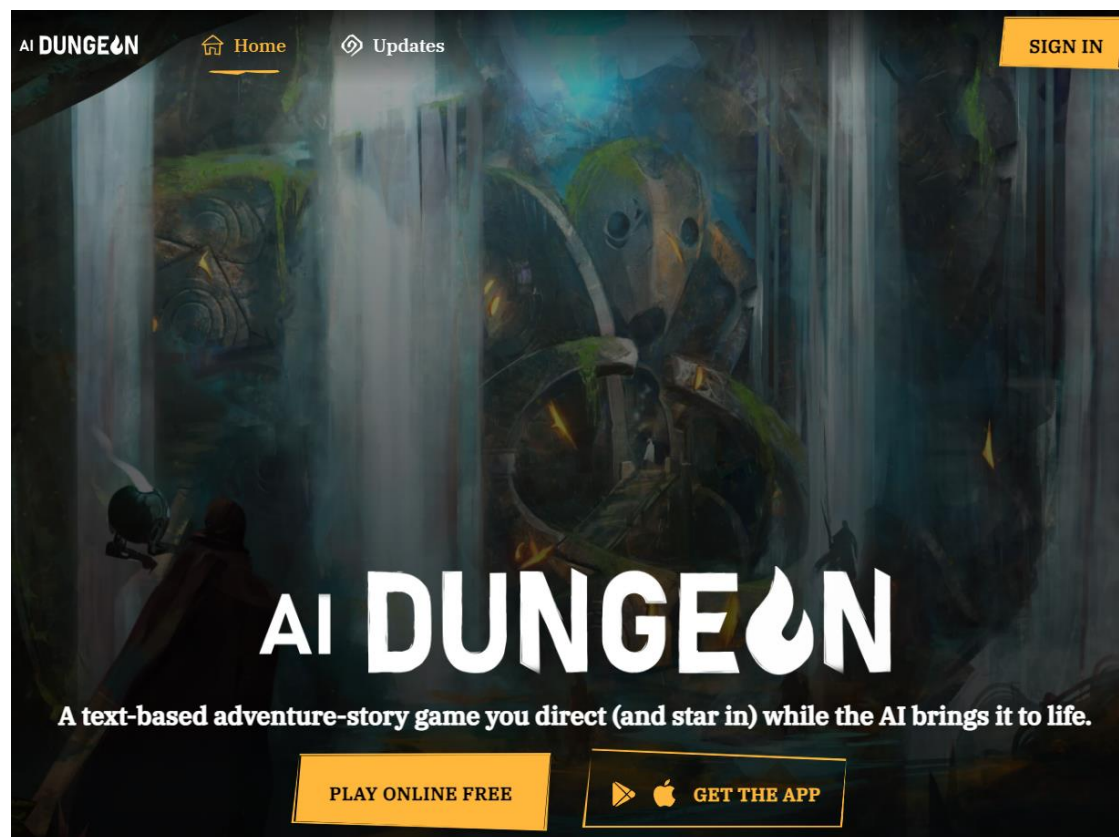 AI DUNGEON
Home
Updates
SIGN IN
AI DUNGEON
A text-based adventure-story game you direct (and star in) while the AI brings it to life.
PLAY ONLINE FREE
GET THE APP